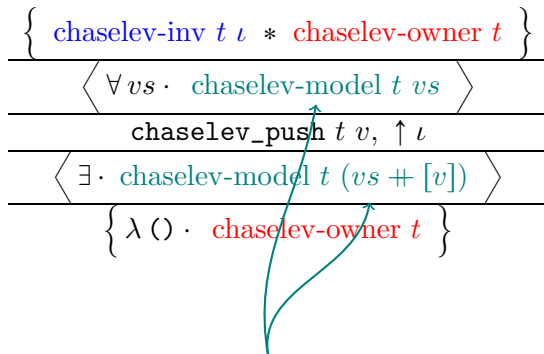 { chaselev-inv t ι ∗ chaselev-owner t }
⟨ ∀ vs · chaselev-model t vs ⟩
chaselev_push t v, ↑ ι
⟨ ∃ · chaselev-model t (vs ++ [v]) ⟩
{ λ () · chaselev-owner t }